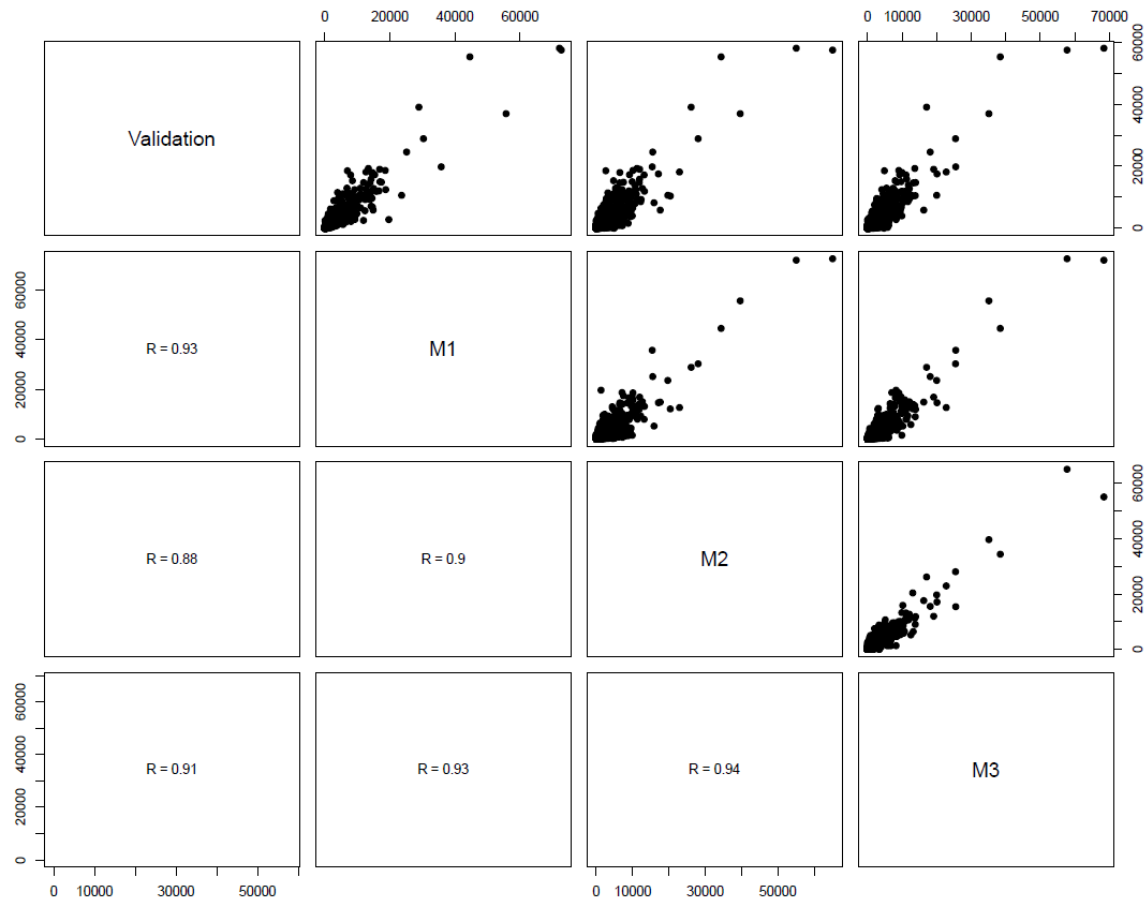 0 20000 60000
0 10000 30000 50000 70000
Validation
0 20000 40000 60000
0 20000 40000 60000
R = 0.93
M1
R = 0.88
R = 0.9
M2
0 20000 40000 60000
0 20000 40000 60000
R = 0.91
R = 0.93
R = 0.94
M3
0 10000 30000 50000
0 10000 30000 50000